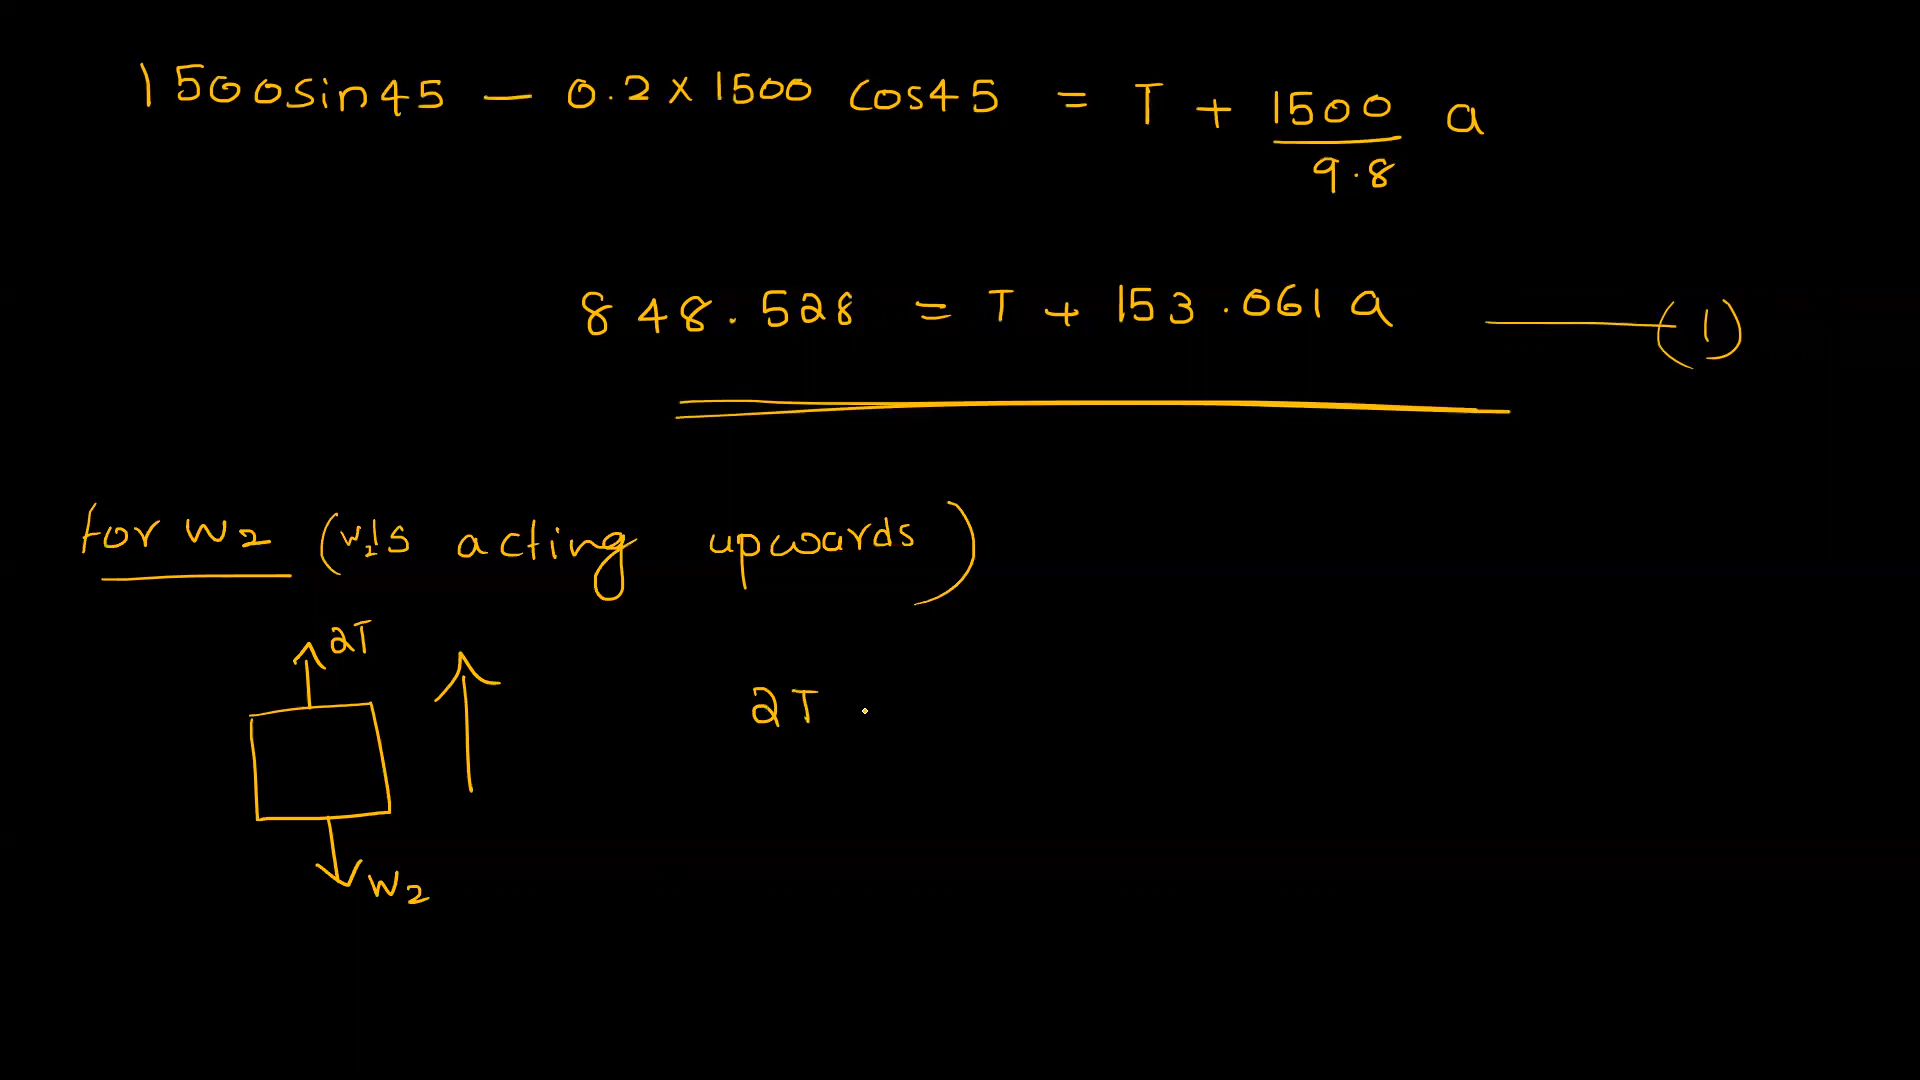 1500sin45 — 0.2 x 1500 cos45 = T + 1500/9.8 a
848.528 = T + 153.061 a —— (1)
for W2 (W2 is acting upwards)
2T
2T .
W2